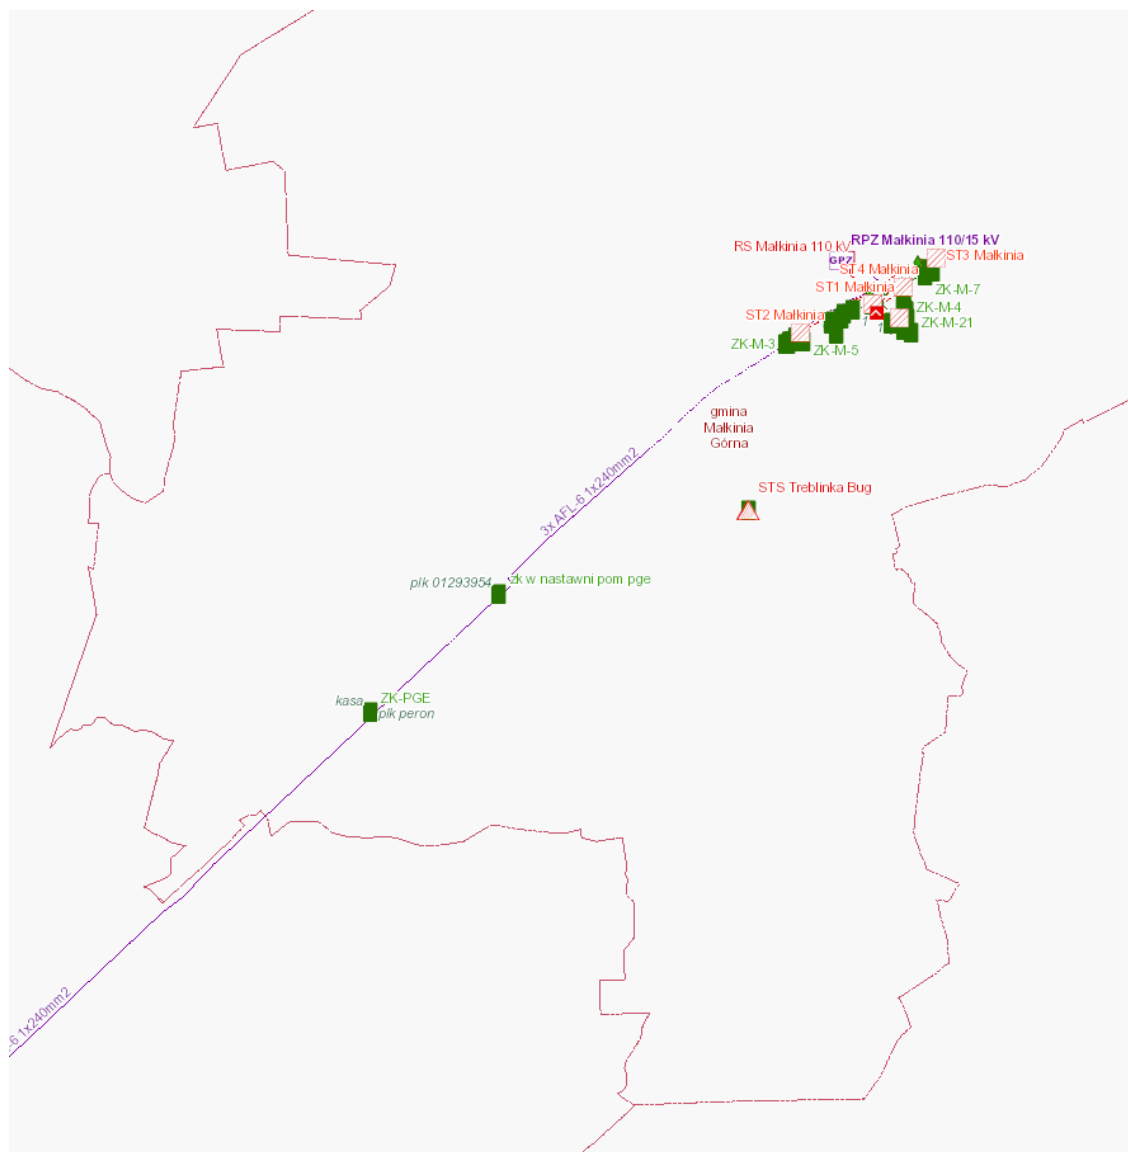 RPZ Małkinia 110/15 kV
RS Małkinia 110 kV
GPZ
ST3 Małkinia
ST4 Małkinia
ST1 Małkinia
ZK-M-7
ZK-M-4
ST2 Małkinia
1
1
ZK-M-21
ZK-M-3
ZK-M-5
gmina
Małkinia
Górna
3x AFL-6 1x240mm2
STS Treblinka Bug
plk 01293954
zk w nastawni pom pge
kasa
ZK-PGE
plk peron
-6 1x240mm2